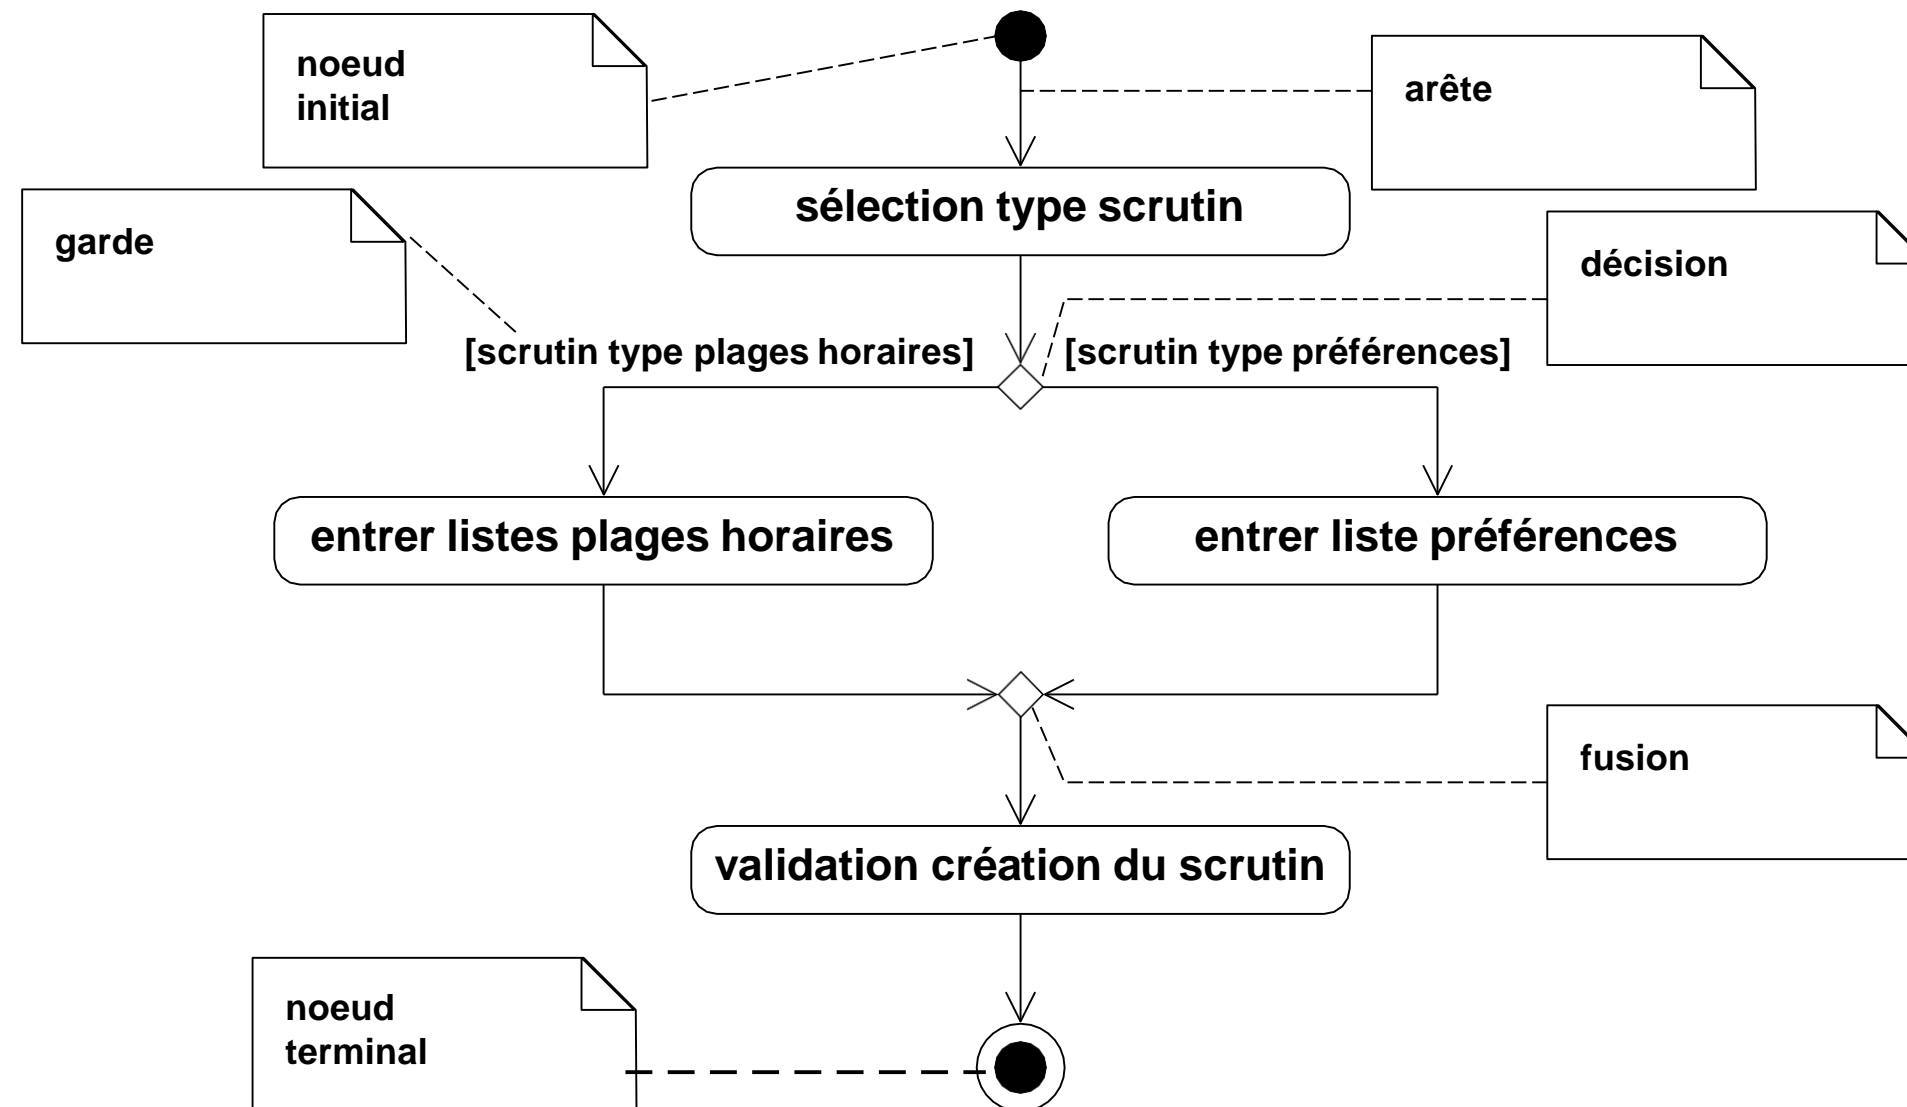 noeud
initial
arête
sélection type scrutin
garde
décision
[scrutin type plages horaires]
[scrutin type préférences]
entrer listes plages horaires
entrer liste préférences
fusion
validation création du scrutin
noeud
terminal